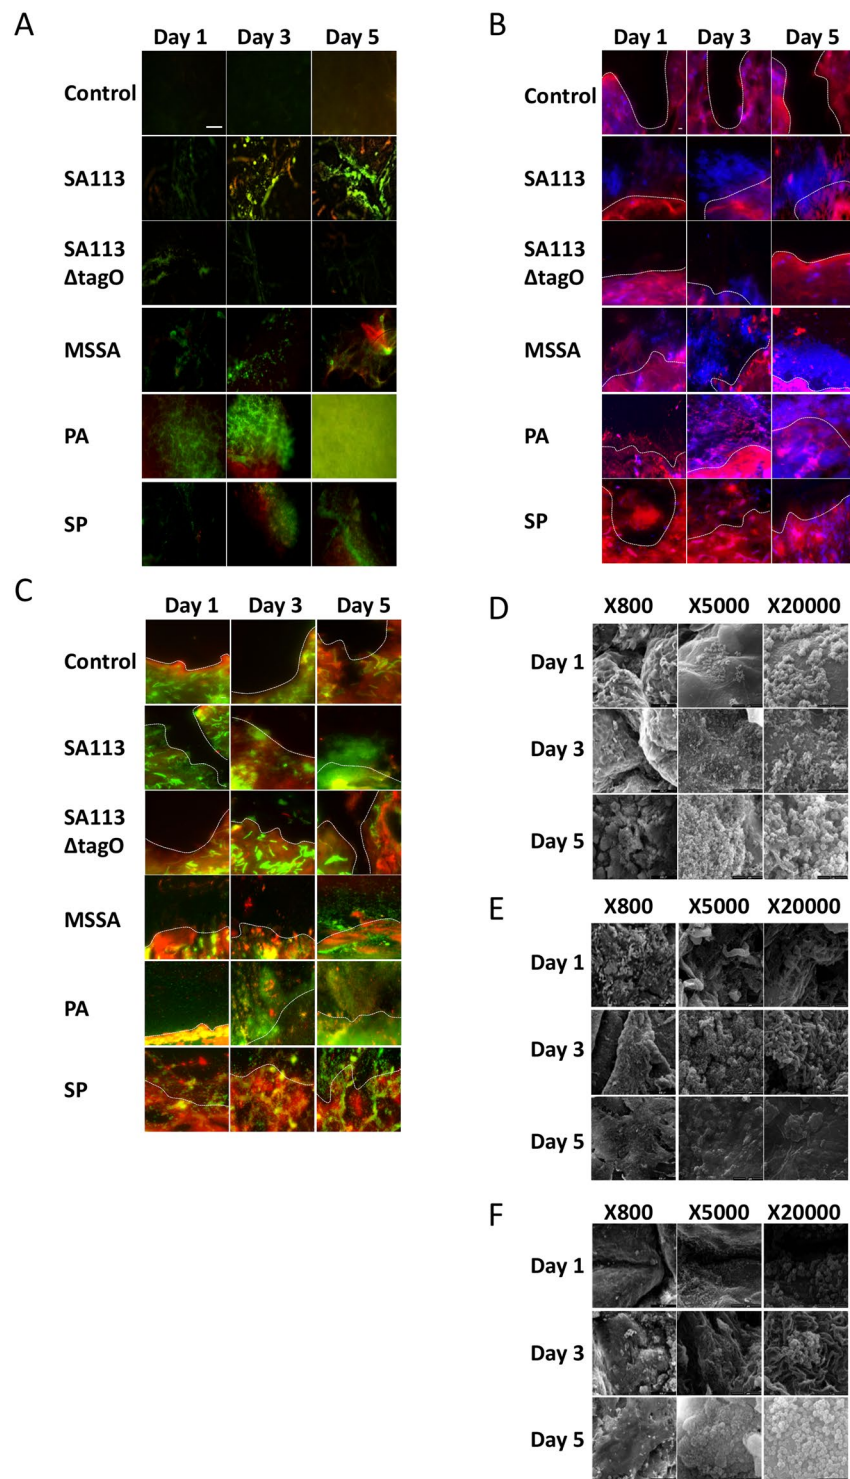 A
Day 1 Day 3 Day 5
Control
SA113
SA113
ΔtagO
MSSA
PA
SP
B
Day 1 Day 3 Day 5
Control
SA113
SA113
ΔtagO
MSSA
PA
SP
C
Day 1 Day 3 Day 5
Control
SA113
SA113
ΔtagO
MSSA
PA
SP
D
X800 X5000 X20000
Day 1
Day 3
Day 5
E
X800 X5000 X20000
Day 1
Day 3
Day 5
F
X800 X5000 X20000
Day 1
Day 3
Day 5